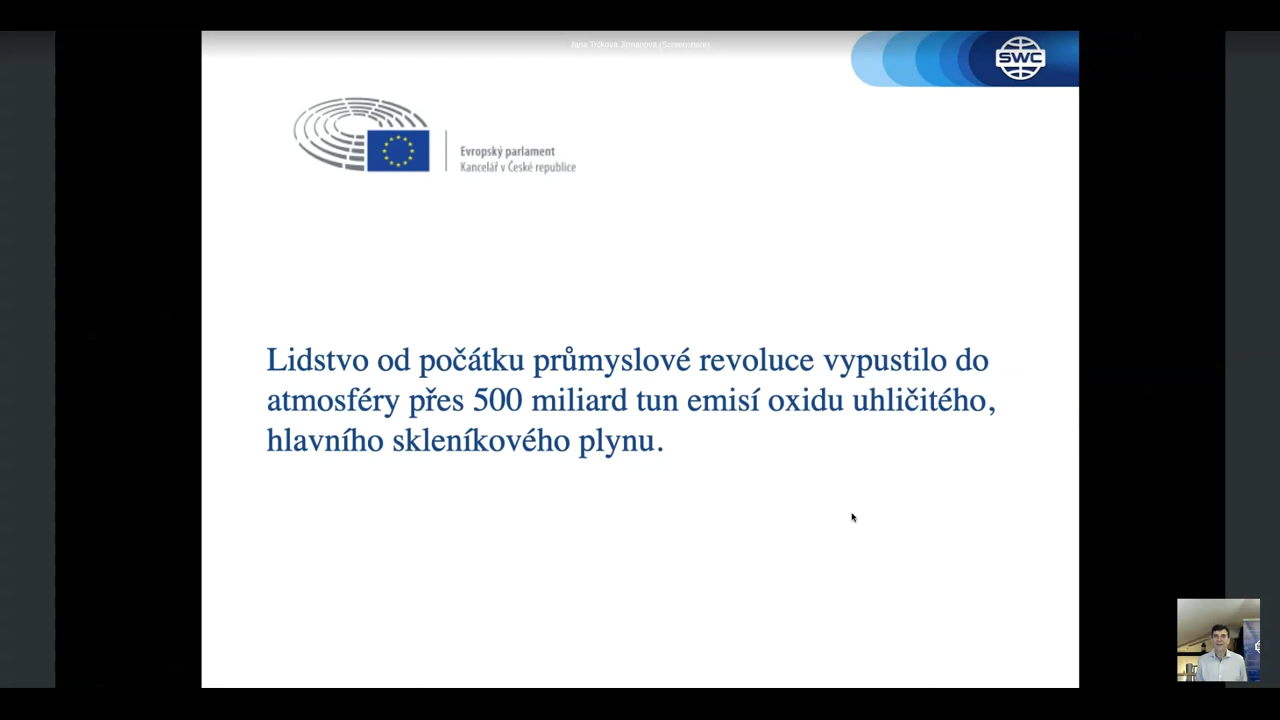 SWC
Evropský parlament
Kancelář v České republice
Lidstvo od počátku průmyslové revoluce vypustilo do
atmosféry přes 500 miliard tun emisí oxidu uhličitého,
hlavního skleníkového plynu.